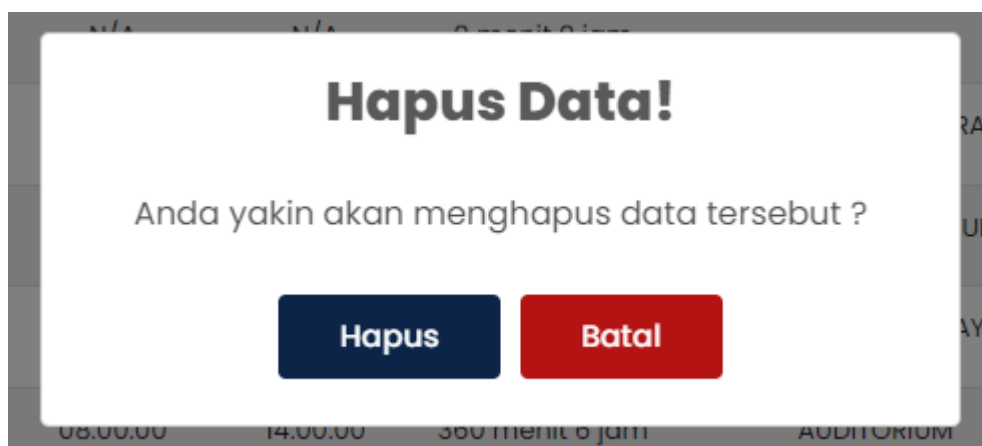 Hapus Data!
Anda yakin akan menghapus data tersebut ?
Hapus Batal
08.00.00 14.00.00 360 menit 6 jam AUDITORIUM